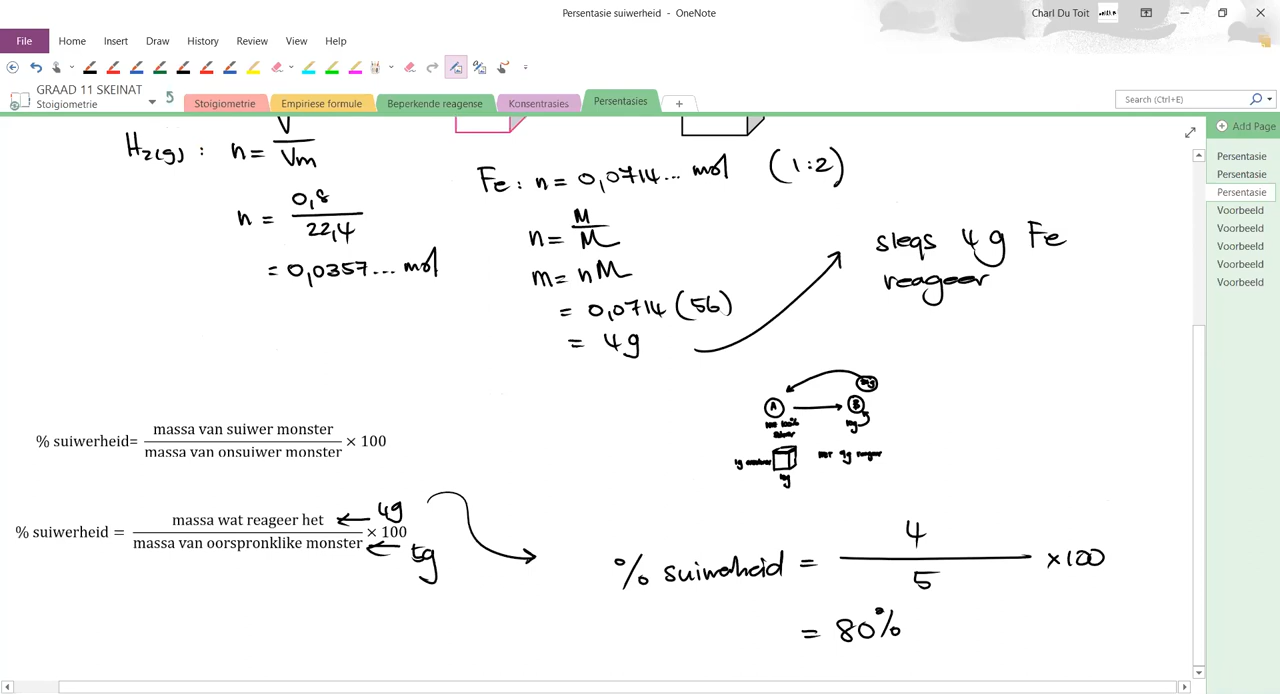 Persentasie suiwerheid - OneNote
Charl Du Toit
File Home Insert Draw History Review View Help
GRAAD 11 SKEINAT
Stoigiometrie
Stoigiometrie
Empiriese formule
Beperkende reagense
Konsentrasies
Persentasies
+
Search (Ctrl+E)
Add Page
Persentasie
Persentasie
Persentasie
Voorbeeld
Voorbeeld
Voorbeeld
Voorbeeld
Voorbeeld
H2(g) : n = V / Vm
n = 0,8 / 22,4
= 0,0357... mol
Fe : n = 0,0714... mol (1:2)
n = M / M
m = nM
= 0,0714 (56)
= 4g
slegs 4 g Fe
reageer
A
B
% suiwerheid= massa van suiwer monster / massa van onsuiwer monster × 100
% suiwerheid = massa wat reageer het / massa van oorspronklike monster × 100
4g
5g
% suiwerheid = 4 / 5 ×100
= 80%